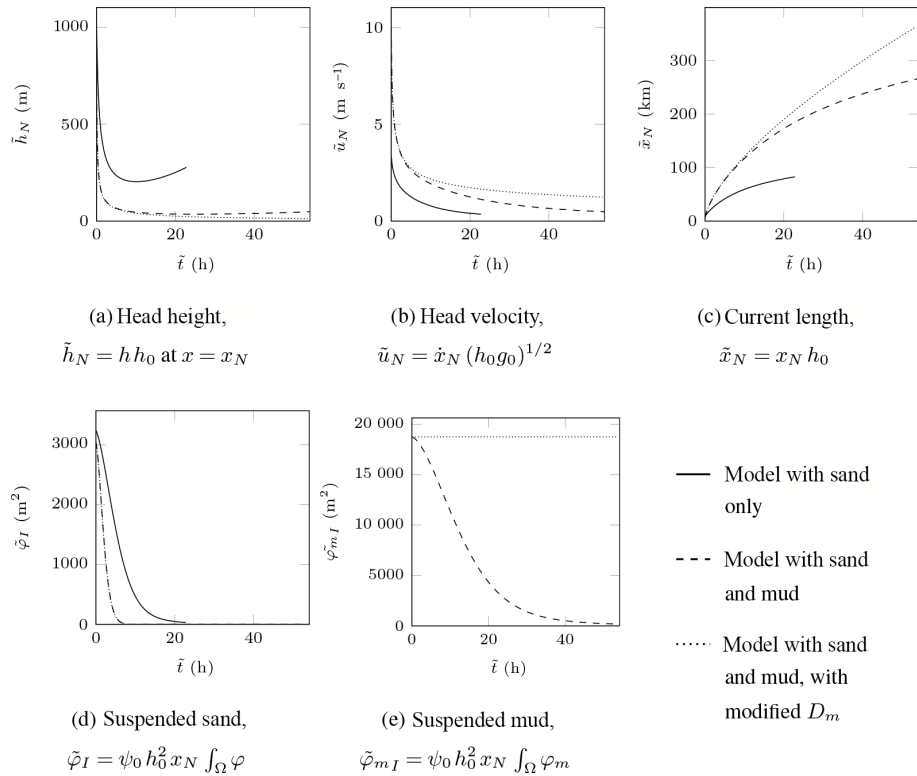 1000
500
0
h̃_N (m)
0 20 40
t̃ (h)
(a) Head height,
h̃_N = h h_0 at x = x_N
10
5
0
ũ_N (m s⁻¹)
0 20 40
t̃ (h)
(b) Head velocity,
ũ_N = ẋ_N (h_0 g_0)^{1/2}
300
200
100
0
x̃_N (km)
0 20 40
t̃ (h)
(c) Current length,
x̃_N = x_N h_0
3000
2000
1000
0
φ̃_I (m²)
0 20 40
t̃ (h)
(d) Suspended sand,
φ̃_I = ψ_0 h_0² x_N ∫_Ω φ
20 000
15 000
10 000
5000
0
φ̃_{m I} (m²)
0 20 40
t̃ (h)
(e) Suspended mud,
φ̃_{m I} = ψ_0 h_0² x_N ∫_Ω φ_m
Model with sand
only
Model with sand
and mud
Model with sand
and mud, with
modified D_m